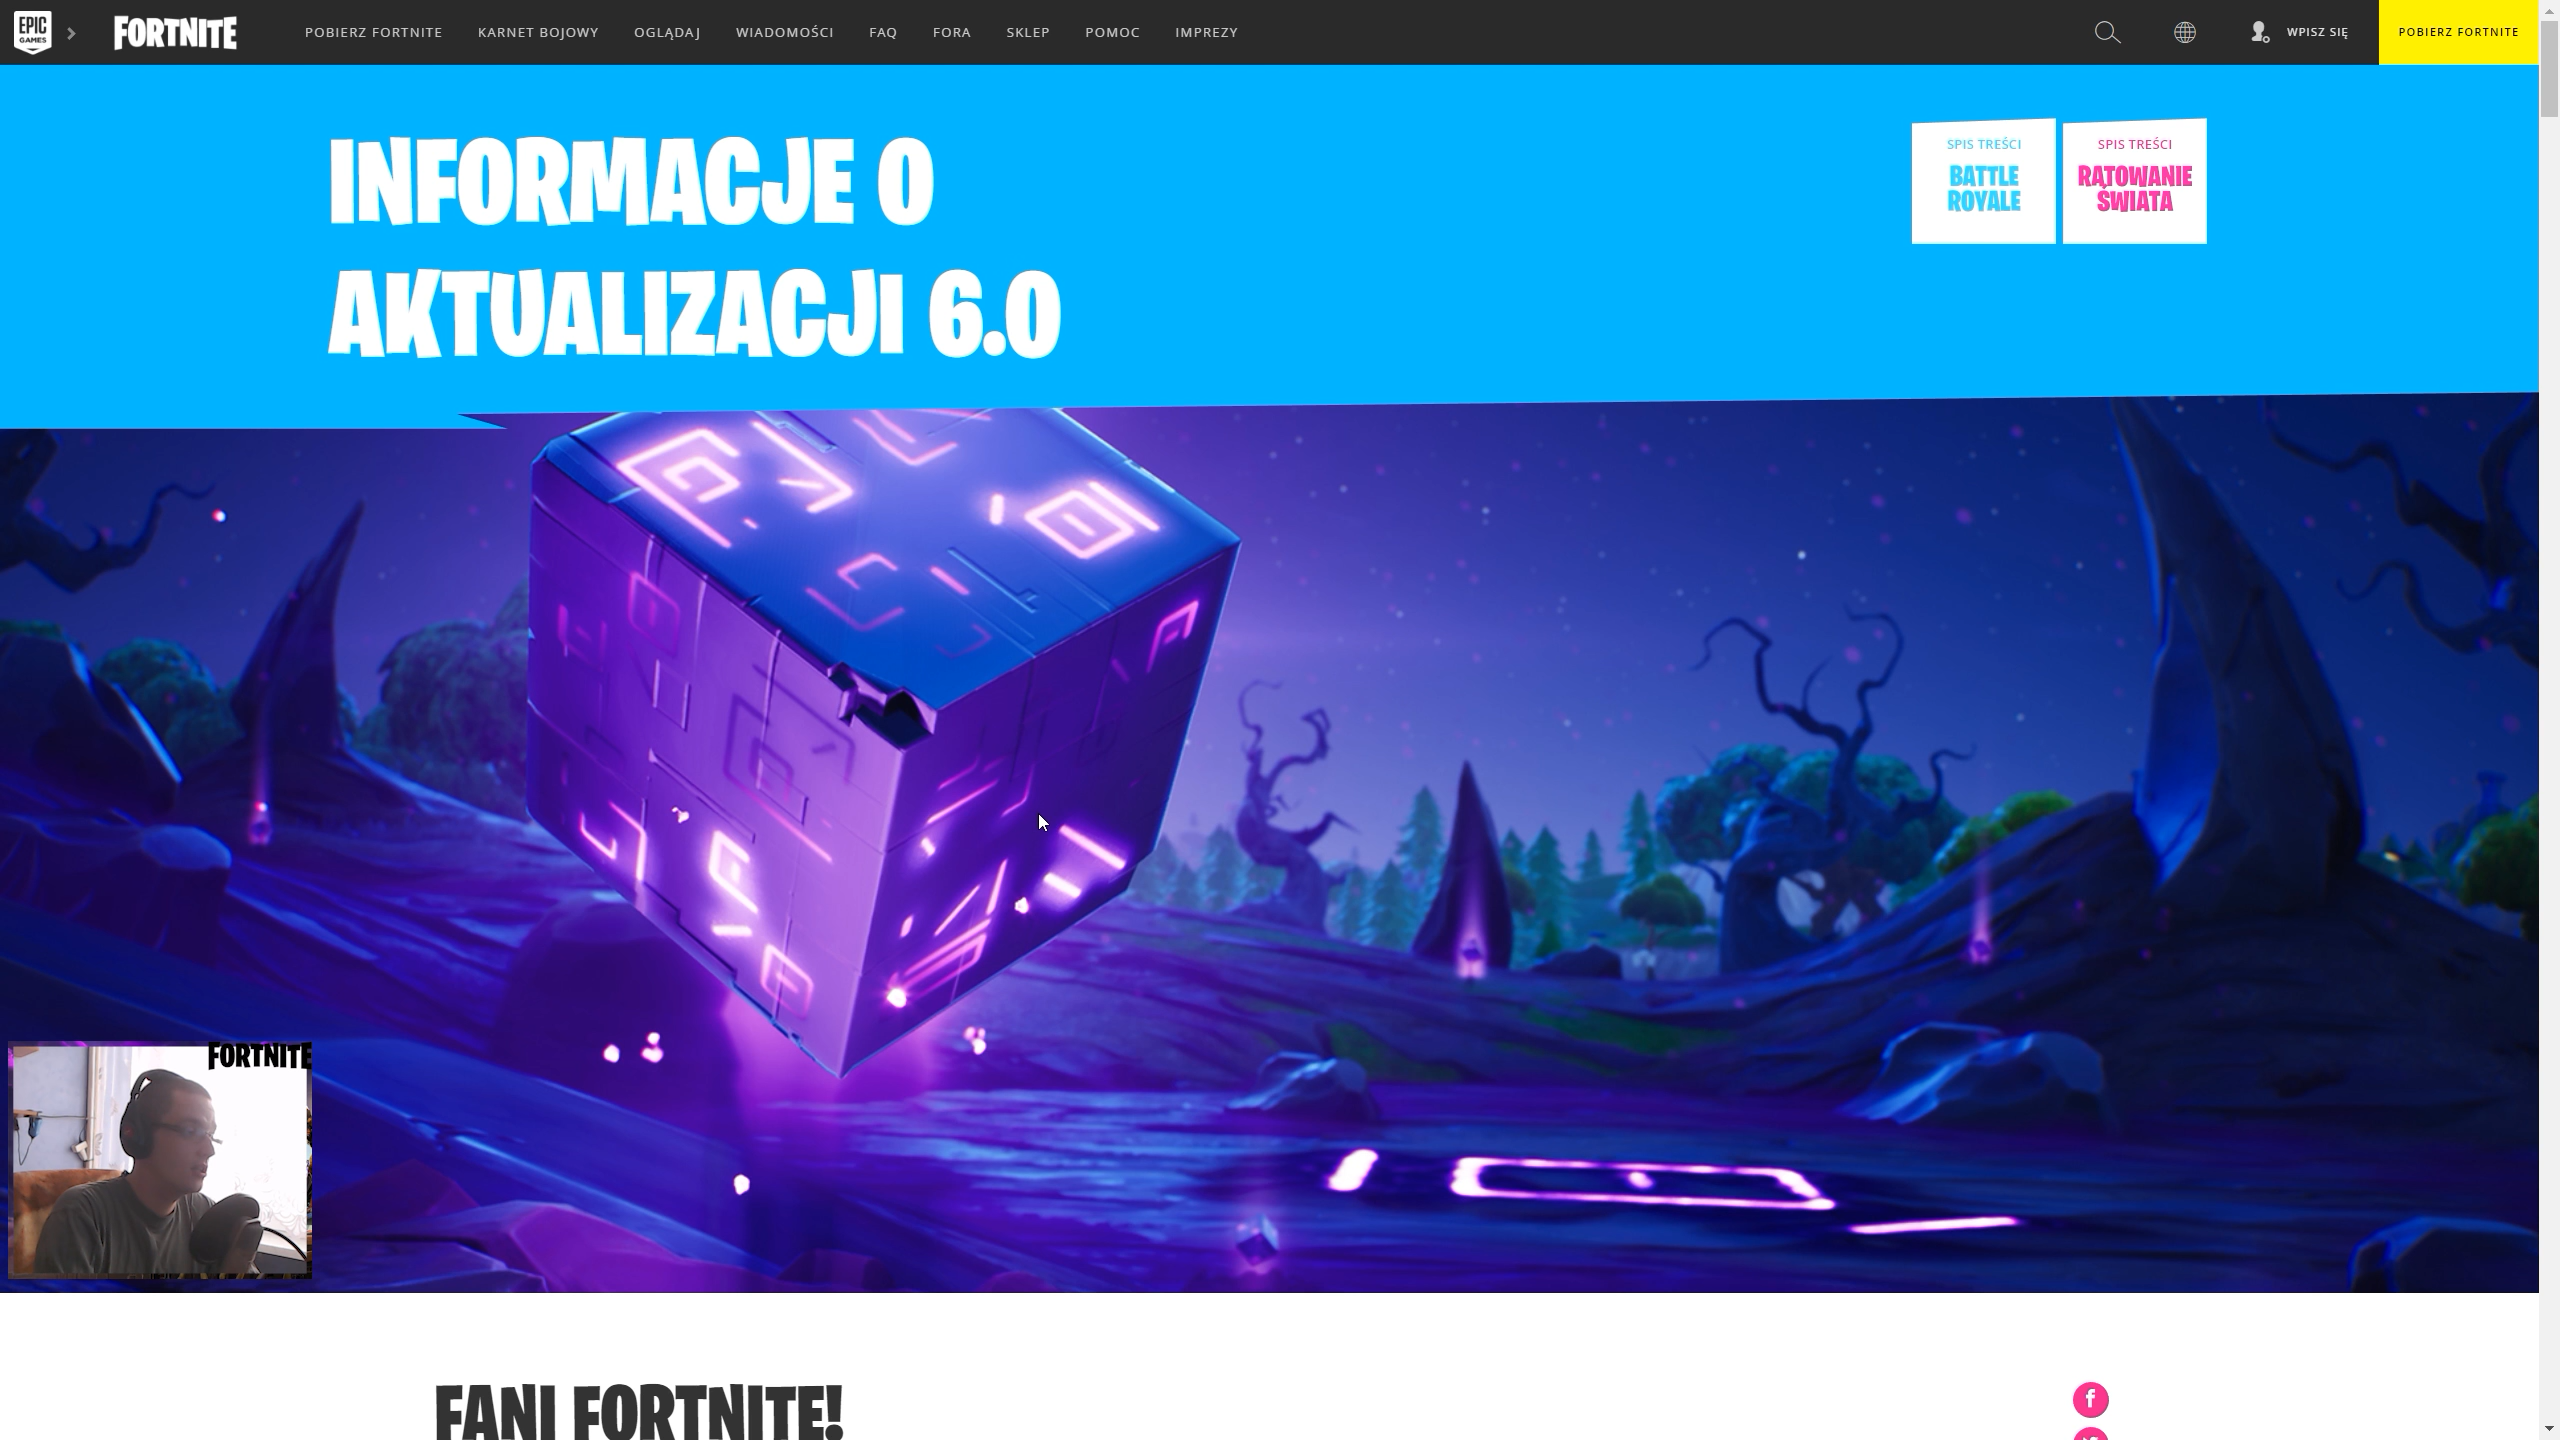 EPIC
GAMES
FORTNITE
POBIERZ FORTNITE
KARNET BOJOWY
OGLĄDAJ
WIADOMOŚCI
FAQ
FORA
SKLEP
POMOC
IMPREZY
WPISZ SIĘ
POBIERZ FORTNITE
INFORMACJE O
AKTUALIZACJI 6.0
SPIS TREŚCI
BATTLE
ROYALE
SPIS TREŚCI
RATOWANIE
ŚWIATA
FORTNITE
FANI FORTNITE!